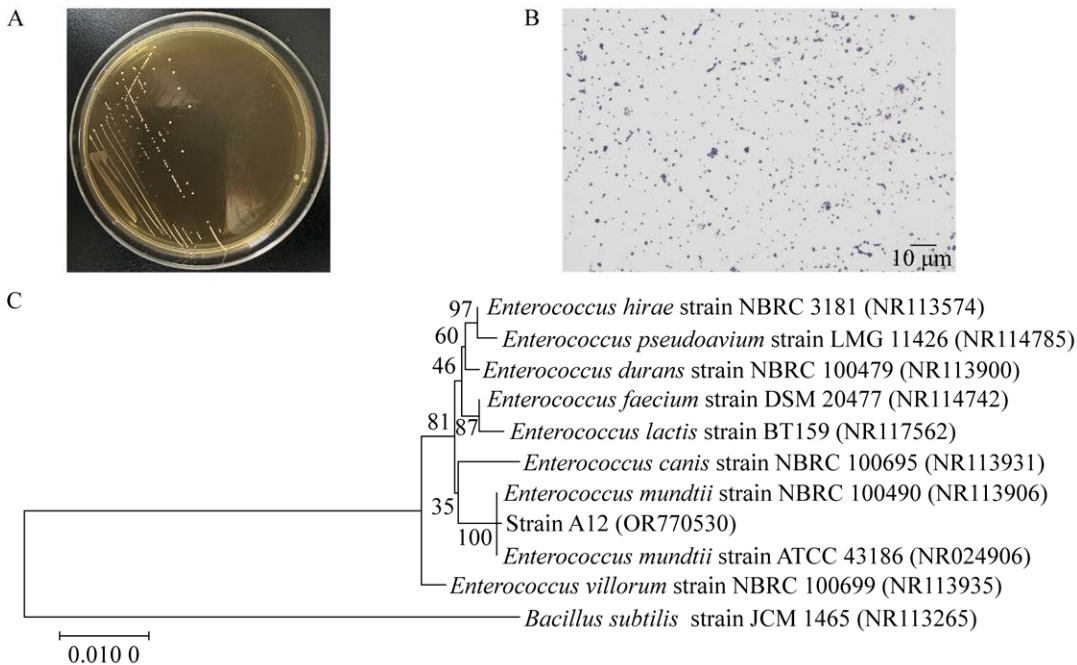 A
B
10 μm
C
97
Enterococcus hirae strain NBRC 3181 (NR113574)
60
Enterococcus pseudoavium strain LMG 11426 (NR114785)
46
Enterococcus durans strain NBRC 100479 (NR113900)
Enterococcus faecium strain DSM 20477 (NR114742)
81
87
Enterococcus lactis strain BT159 (NR117562)
Enterococcus canis strain NBRC 100695 (NR113931)
Enterococcus mundtii strain NBRC 100490 (NR113906)
35
Strain A12 (OR770530)
100
Enterococcus mundtii strain ATCC 43186 (NR024906)
Enterococcus villorum strain NBRC 100699 (NR113935)
Bacillus subtilis strain JCM 1465 (NR113265)
0.010 0